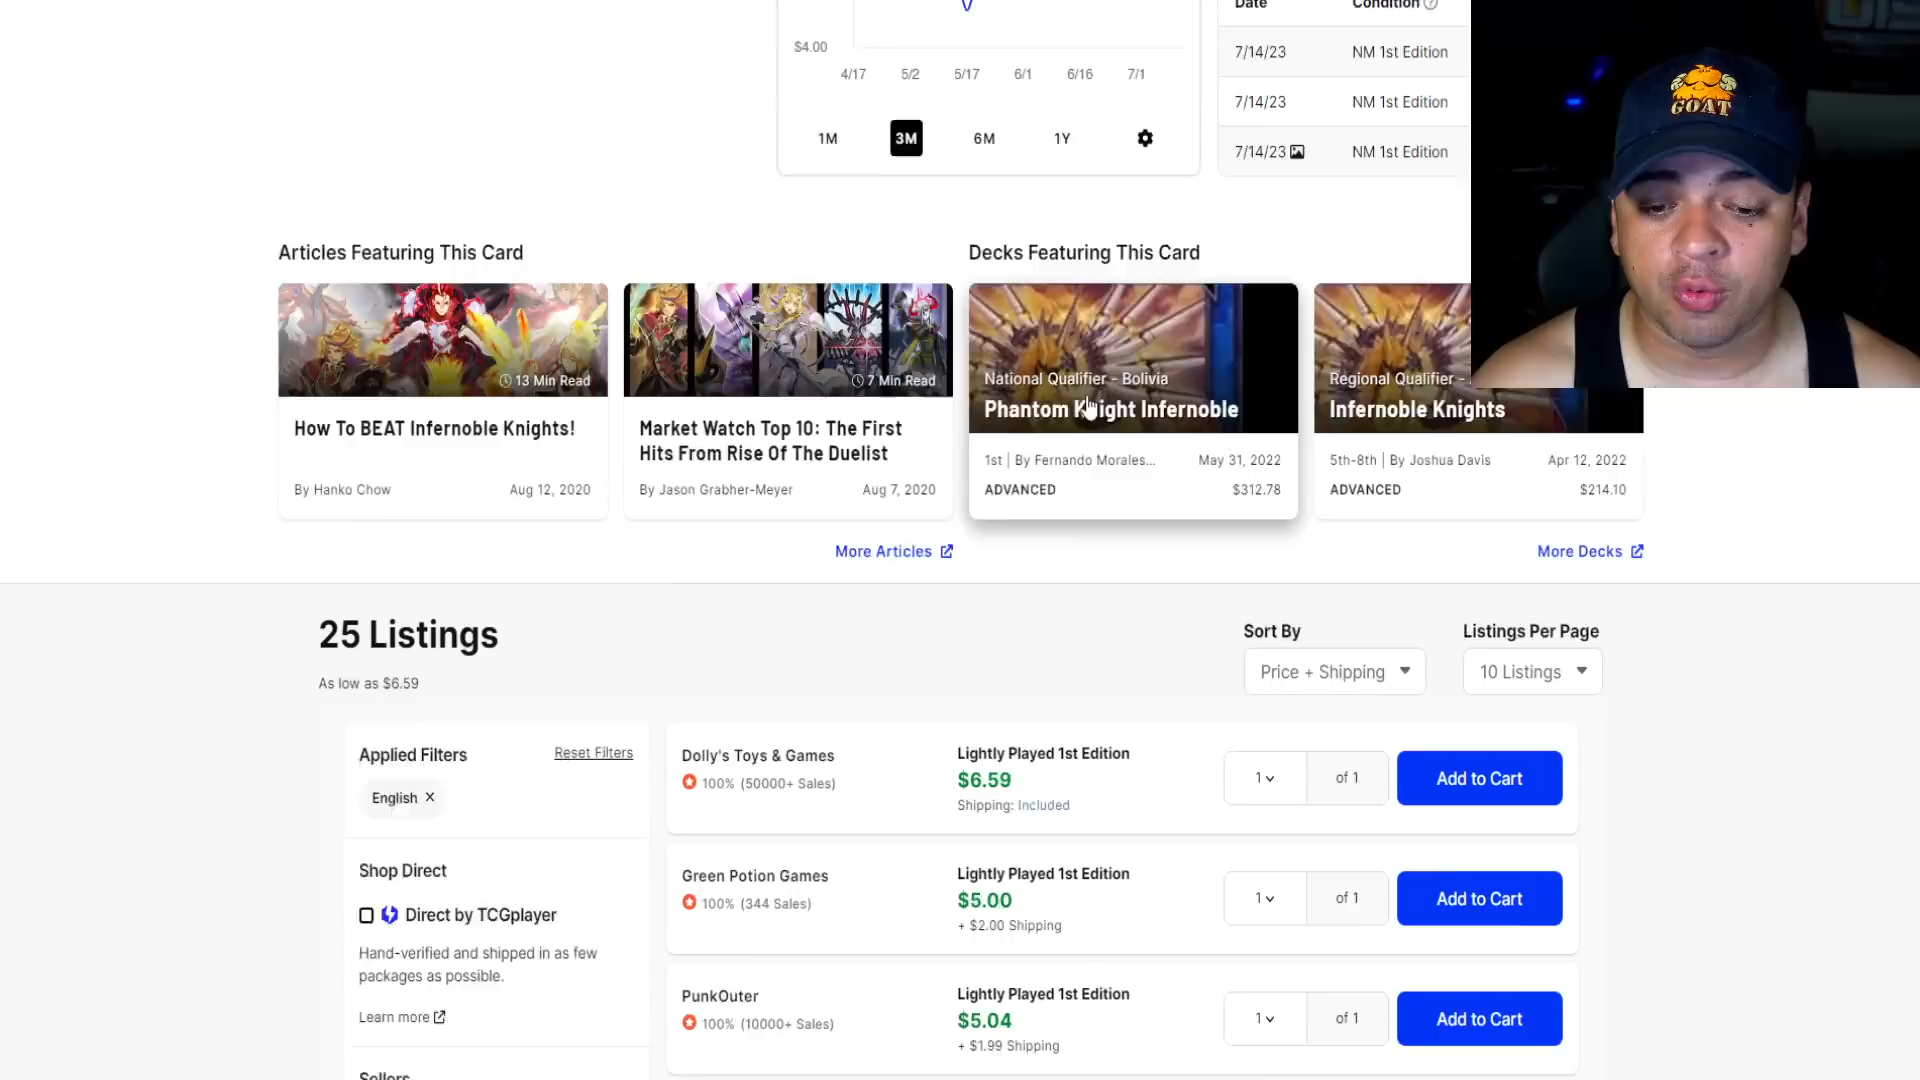 Date Condition
$4.00
4/17 5/2 5/17 6/1 6/16 7/1
7/14/23 NM 1st Edition
7/14/23 NM 1st Edition
7/14/23 NM 1st Edition
1M 3M 6M 1Y
GOAT
Articles Featuring This Card
13 Min Read
How To BEAT Infernoble Knights!
By Hanko Chow Aug 12, 2020
7 Min Read
Market Watch Top 10: The First
Hits From Rise Of The Duelist
By Jason Grabher-Meyer Aug 7, 2020
More Articles
Decks Featuring This Card
National Qualifier - Bolivia
Phantom Knight Infernoble
1st | By Fernando Morales... May 31, 2022
ADVANCED $312.78
Regional Qualifier -
Infernoble Knights
5th-8th | By Joshua Davis Apr 12, 2022
ADVANCED $214.10
More Decks
25 Listings
As low as $6.59
Sort By
Price + Shipping
Listings Per Page
10 Listings
Applied Filters Reset Filters
English ×
Shop Direct
Direct by TCGplayer
Hand-verified and shipped in as few
packages as possible.
Learn more
Sellers
Dolly's Toys & Games
100% (50000+ Sales)
Lightly Played 1st Edition
$6.59
Shipping: Included
1 of 1 Add to Cart
Green Potion Games
100% (344 Sales)
Lightly Played 1st Edition
$5.00
+ $2.00 Shipping
1 of 1 Add to Cart
PunkOuter
100% (10000+ Sales)
Lightly Played 1st Edition
$5.04
+ $1.99 Shipping
1 of 1 Add to Cart